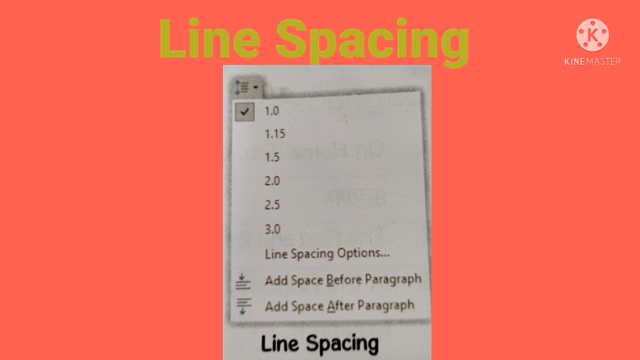 Line Spacing
KINEMASTER
1.0
1.15
1.5
2.0
2.5
3.0
Line Spacing Options...
Add Space Before Paragraph
Add Space After Paragraph
Line Spacing